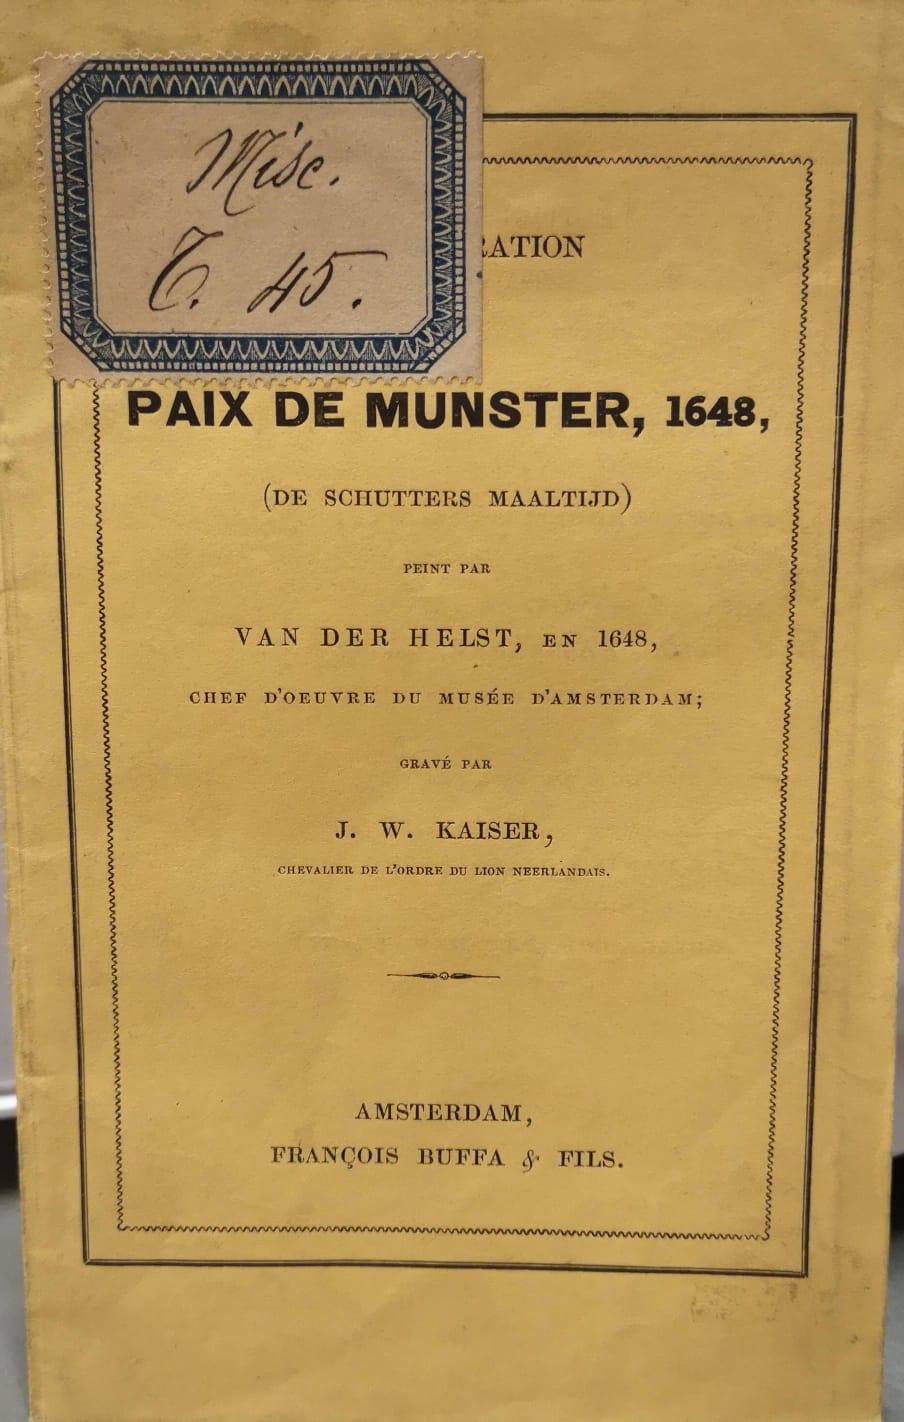 Misc.
T. 45.
RATION
PAIX DE MUNSTER, 1648,
(DE SCHUTTERS MAALTIJD)
PEINT PAR
VAN DER HELST, EN 1648,
CHEF D'OEUVRE DU MUSÉE D'AMSTERDAM;
GRAVÉ PAR
J. W. KAISER,
CHEVALIER DE L'ORDRE DU LION NEERLANDAIS.
AMSTERDAM,
FRANÇOIS BUFFA & FILS.